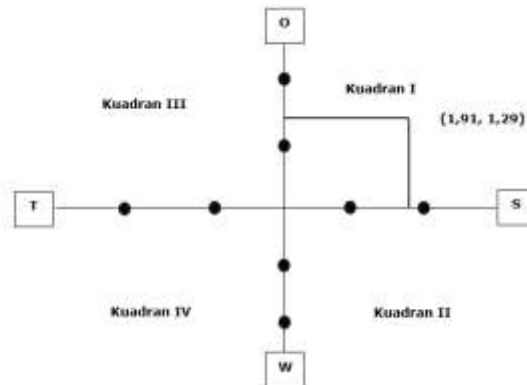 O
Kuadran III
Kuadran I
(1,91, 1,29)
T
S
Kuadran IV
Kuadran II
W